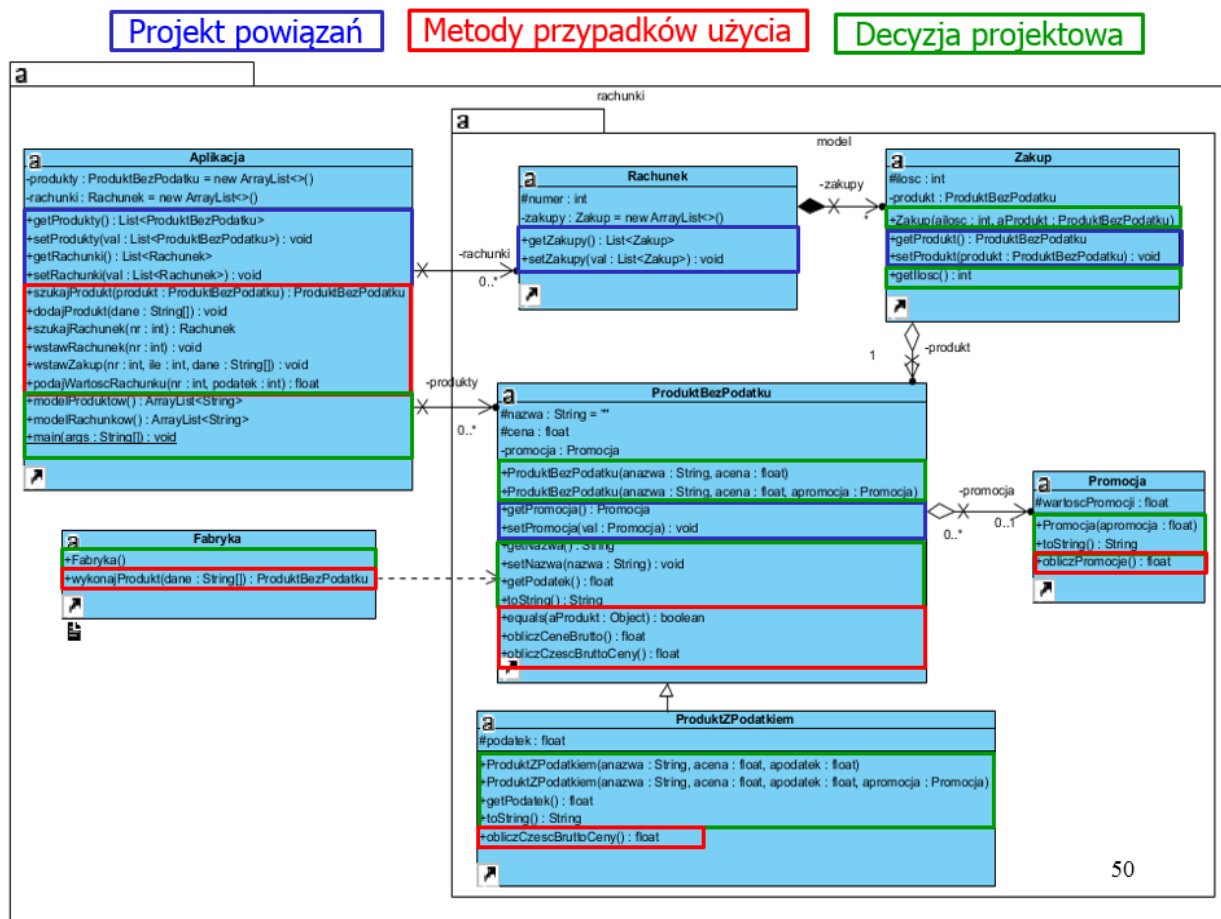 Projekt powiązań
Metody przypadków użycia
Decyzja projektowa
a
rachunki
a
model
a
Aplikacja
-produkty : ProduktBezPodatku = new ArrayList<>()
-rachunki : Rachunek = new ArrayList<>()
+getProdukty() : List<ProduktBezPodatku>
+setProdukty(val : List<ProduktBezPodatku>) : void
+getRachunki() : List<Rachunek>
+setRachunki(val : List<Rachunek>) : void
+szukajProdukt(produkt : ProduktBezPodatku) : ProduktBezPodatku
+dodajProdukt(dane : String[]) : void
+szukajRachunek(nr : int) : Rachunek
+wstawRachunek(nr : int) : void
+wstawZakup(nr : int, ile : int, dane : String[]) : void
+podajWartoscRachunku(nr : int, podatek : int) : float
+modelProduktow() : ArrayList<String>
+modelRachunkow() : ArrayList<String>
+main(args : String[]) : void
-rachunki
0..*
-produkty
0..*
a
Rachunek
#numer : int
-zakupy : Zakup = new ArrayList<>()
+getZakupy() : List<Zakup>
+setZakupy(val : List<Zakup>) : void
-zakupy
*
a
Zakup
#ilosc : int
-produkt : ProduktBezPodatku
+Zakup(ailosc : int, aProdukt : ProduktBezPodatku)
+getProdukt() : ProduktBezPodatku
+setProdukt(produkt : ProduktBezPodatku) : void
+getIlosc() : int
1
-produkt
a
ProduktBezPodatku
#nazwa : String = ""
#cena : float
-promocja : Promocja
+ProduktBezPodatku(anazwa : String, acena : float)
+ProduktBezPodatku(anazwa : String, acena : float, apromocja : Promocja)
+getPromocja() : Promocja
+setPromocja(val : Promocja) : void
+getNazwa() : String
+setNazwa(nazwa : String) : void
+getPodatek() : float
+toString() : String
+equals(aProdukt : Object) : boolean
+obliczCeneBrutto() : float
+obliczCzescBruttoCeny() : float
-promocja
0..*
0..1
a
Promocja
#wartoscPromocji : float
+Promocja(apromocja : float)
+toString() : String
+obliczPromocje() : float
a
Fabryka
+Fabryka()
+wykonajProdukt(dane : String[]) : ProduktBezPodatku
a
ProduktZPodatkiem
#podatek : float
+ProduktZPodatkiem(anazwa : String, acena : float, apodatek : float)
+ProduktZPodatkiem(anazwa : String, acena : float, apodatek : float, apromocja : Promocja)
+getPodatek() : float
+toString() : String
+obliczCzescBruttoCeny() : float
50